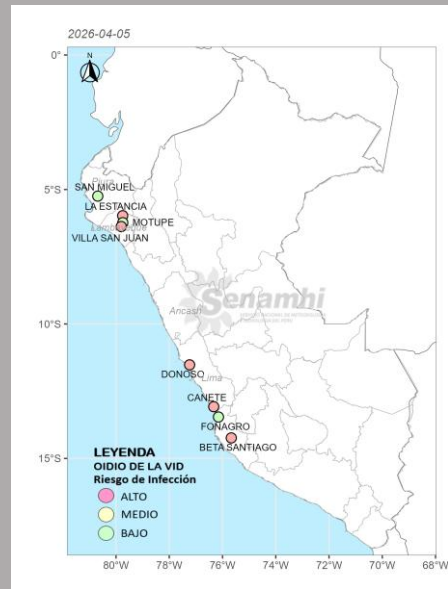 2026-04-05
N
0°
5°S
10°S
15°S
Piura
SAN MIGUEL
LA ESTANCIA
MOTUPE
Lambayeque
VILLA SAN JUAN
Senamhi
Ancash
DONOSO
Lima
CANETE
FONAGRO
BETA SANTIAGO
LEYENDA
OIDIO DE LA VID
Riesgo de Infección
ALTO
MEDIO
BAJO
80°W 78°W 76°W 74°W 72°W 70°W 68°W